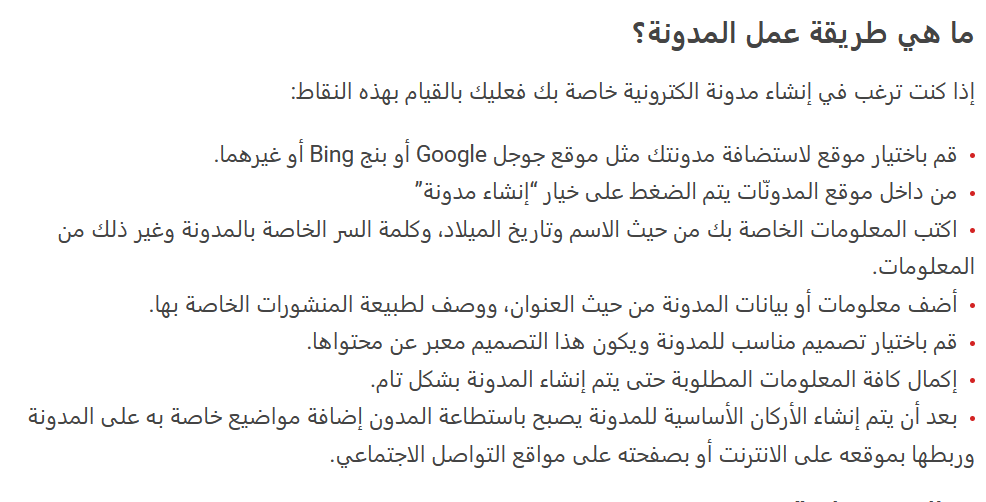 ما هي طريقة عمل المدونة؟
إذا كنت ترغب في إنشاء مدونة الكترونية خاصة بك فعليك بالقيام بهذه النقاط:
• قم باختيار موقع لاستضافة مدونتك مثل موقع جوجل Google أو بنج Bing أو غيرهما.
• من داخل موقع المدونّات يتم الضغط على خيار “إنشاء مدونة”
• اكتب المعلومات الخاصة بك من حيث الاسم وتاريخ الميلاد، وكلمة السر الخاصة بالمدونة وغير ذلك من
المعلومات.
• أضف معلومات أو بيانات المدونة من حيث العنوان، ووصف لطبيعة المنشورات الخاصة بها.
• قم باختيار تصميم مناسب للمدونة ويكون هذا التصميم معبر عن محتواها.
• إكمال كافة المعلومات المطلوبة حتى يتم إنشاء المدونة بشكل تام.
• بعد أن يتم إنشاء الأركان الأساسية للمدونة يصبح باستطاعة المدون إضافة مواضيع خاصة به على المدونة
وربطها بموقعه على الانترنت أو بصفحته على مواقع التواصل الاجتماعي.